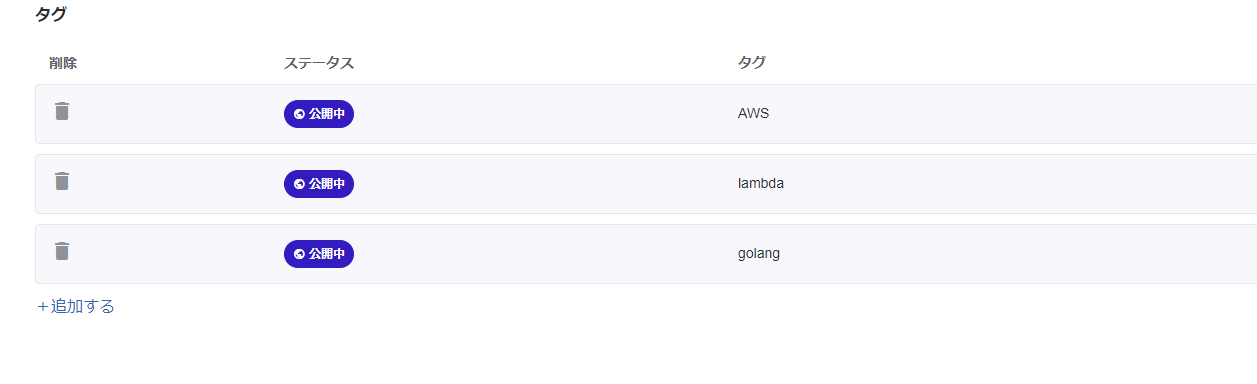 タグ
削除 ステータス タグ
公開中 AWS
公開中 lambda
公開中 golang
＋追加する